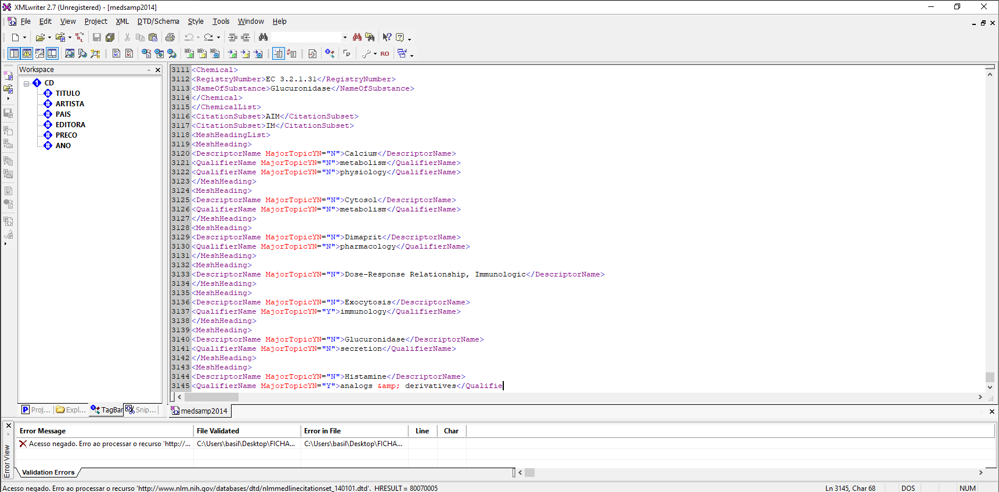 XMLwriter 2.7 (Unregistered) - [medsamp2014]
File Edit View Project XML DTD/Schema Style Tools Window Help
RO
Workspace
CD
TITULO
ARTISTA
PAIS
EDITORA
PRECO
ANO
3111 <Chemical>
3112 <RegistryNumber>EC 3.2.1.31</RegistryNumber>
3113 <NameOfSubstance>Glucuronidase</NameOfSubstance>
3114 </Chemical>
3115 </ChemicalList>
3116 <CitationSubset>AIM</CitationSubset>
3117 <CitationSubset>IM</CitationSubset>
3118 <MeshHeadingList>
3119 <MeshHeading>
3120 <DescriptorName MajorTopicYN="N">Calcium</DescriptorName>
3121 <QualifierName MajorTopicYN="N">metabolism</QualifierName>
3122 <QualifierName MajorTopicYN="N">physiology</QualifierName>
3123 </MeshHeading>
3124 <MeshHeading>
3125 <DescriptorName MajorTopicYN="N">Cytosol</DescriptorName>
3126 <QualifierName MajorTopicYN="N">metabolism</QualifierName>
3127 </MeshHeading>
3128 <MeshHeading>
3129 <DescriptorName MajorTopicYN="N">Dimaprit</DescriptorName>
3130 <QualifierName MajorTopicYN="N">pharmacology</QualifierName>
3131 </MeshHeading>
3132 <MeshHeading>
3133 <DescriptorName MajorTopicYN="N">Dose-Response Relationship, Immunologic</DescriptorName>
3134 </MeshHeading>
3135 <MeshHeading>
3136 <DescriptorName MajorTopicYN="N">Exocytosis</DescriptorName>
3137 <QualifierName MajorTopicYN="Y">immunology</QualifierName>
3138 </MeshHeading>
3139 <MeshHeading>
3140 <DescriptorName MajorTopicYN="N">Glucuronidase</DescriptorName>
3141 <QualifierName MajorTopicYN="N">secretion</QualifierName>
3142 </MeshHeading>
3143 <MeshHeading>
3144 <DescriptorName MajorTopicYN="N">Histamine</DescriptorName>
3145 <QualifierName MajorTopicYN="Y">analogs &amp; derivatives</Qualifie
Proj... Expl... TagBar Snip...
medsamp2014
Error View
Error Message File Validated Error in File Line Char
Acesso negado. Erro ao processar o recurso 'http://... C:\Users\basil\Desktop\FICHA... C:\Users\basil\Desktop\FICHA...
Validation Errors
Acesso negado. Erro ao processar o recurso 'http://www.nlm.nih.gov/databases/dtd/nlmmedlinecitationset_140101.dtd'. HRESULT = 80070005
Ln 3145, Char 68 DOS NUM